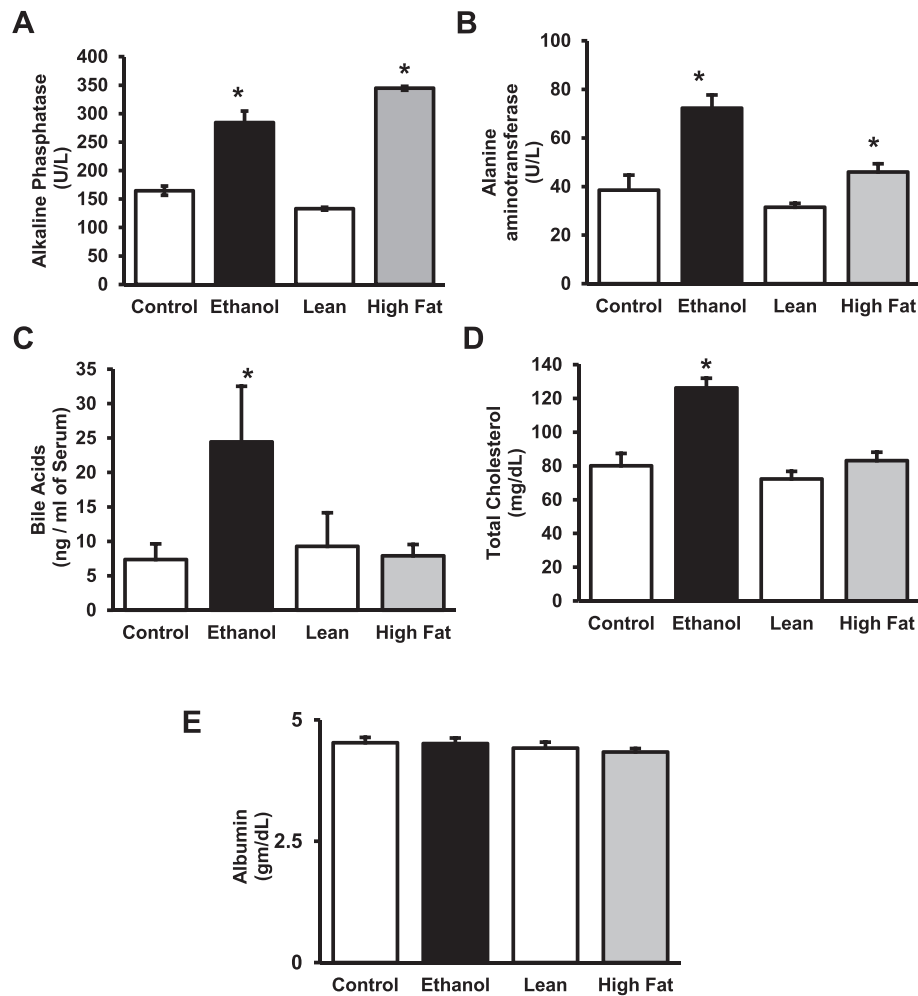 A
Alkaline Phasphatase
(U/L)
400
350
300
250
200
150
100
50
0
*
*
Control Ethanol Lean High Fat
B
Alanine
aminotransferase
(U/L)
100
80
60
40
20
0
*
*
Control Ethanol Lean High Fat
C
Bile Acids
(ng / ml of Serum)
35
30
25
20
15
10
5
0
*
Control Ethanol Lean High Fat
D
Total Cholesterol
(mg/dL)
140
120
100
80
60
40
20
0
*
Control Ethanol Lean High Fat
E
Albumin
(gm/dL)
5
2.5
0
Control Ethanol Lean High Fat